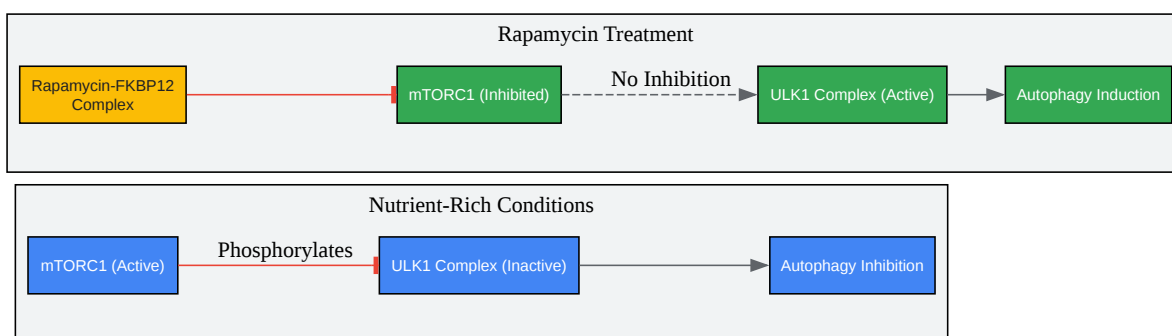 Rapamycin Treatment
Rapamycin-FKBP12
Complex
mTORC1 (Inhibited)
No Inhibition
ULK1 Complex (Active)
Autophagy Induction
Nutrient-Rich Conditions
mTORC1 (Active)
Phosphorylates
ULK1 Complex (Inactive)
Autophagy Inhibition